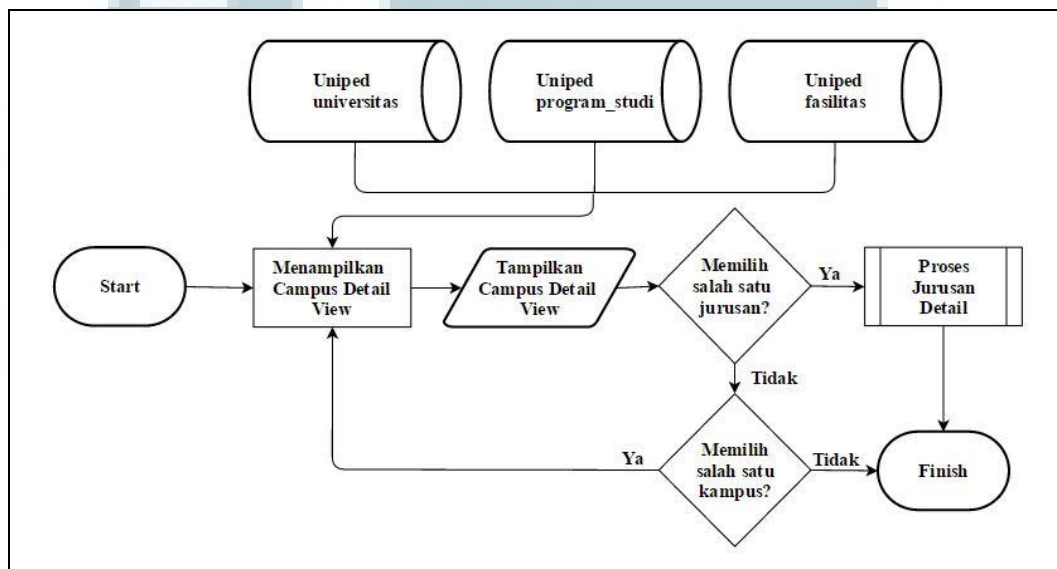 Uniped
universitas
Uniped
program_studi
Uniped
fasilitas
Start
Menampilkan
Campus Detail
View
Tampilkan
Campus Detail
View
Memilih
salah satu
jurusan?
Ya
Proses
Jurusan
Detail
Tidak
Ya
Memilih
salah satu
kampus?
Tidak
Finish